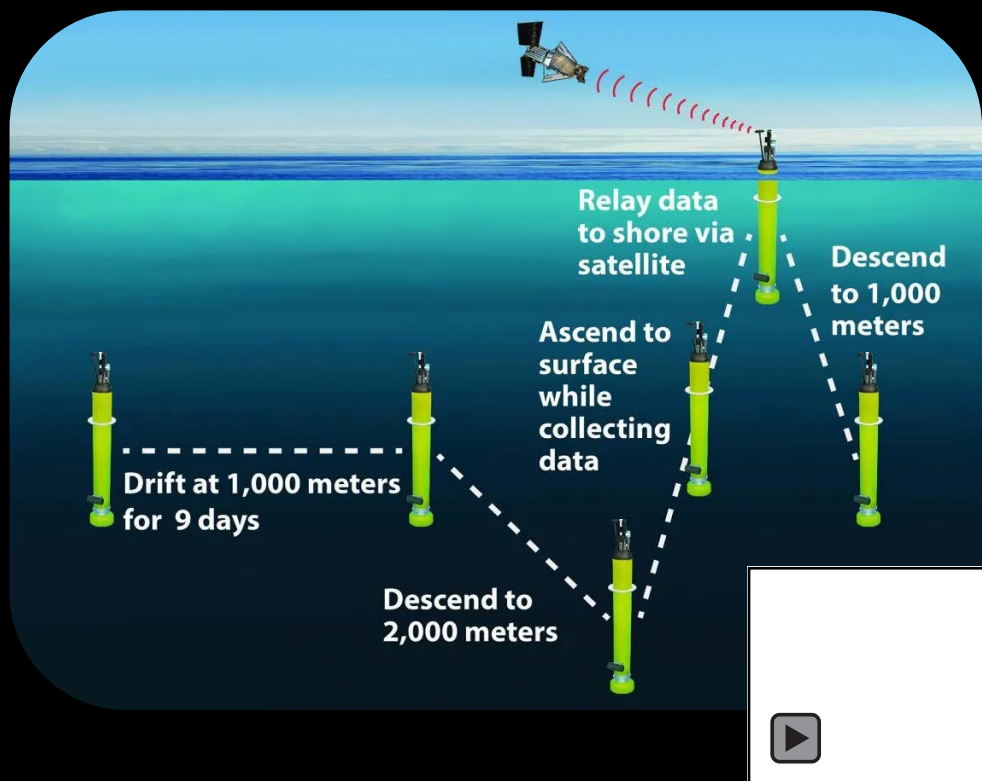 Relay data
to shore via
satellite
Descend
to 1,000
meters
Ascend to
surface
while
collecting
data
Drift at 1,000 meters
for 9 days
Descend to
2,000 meters